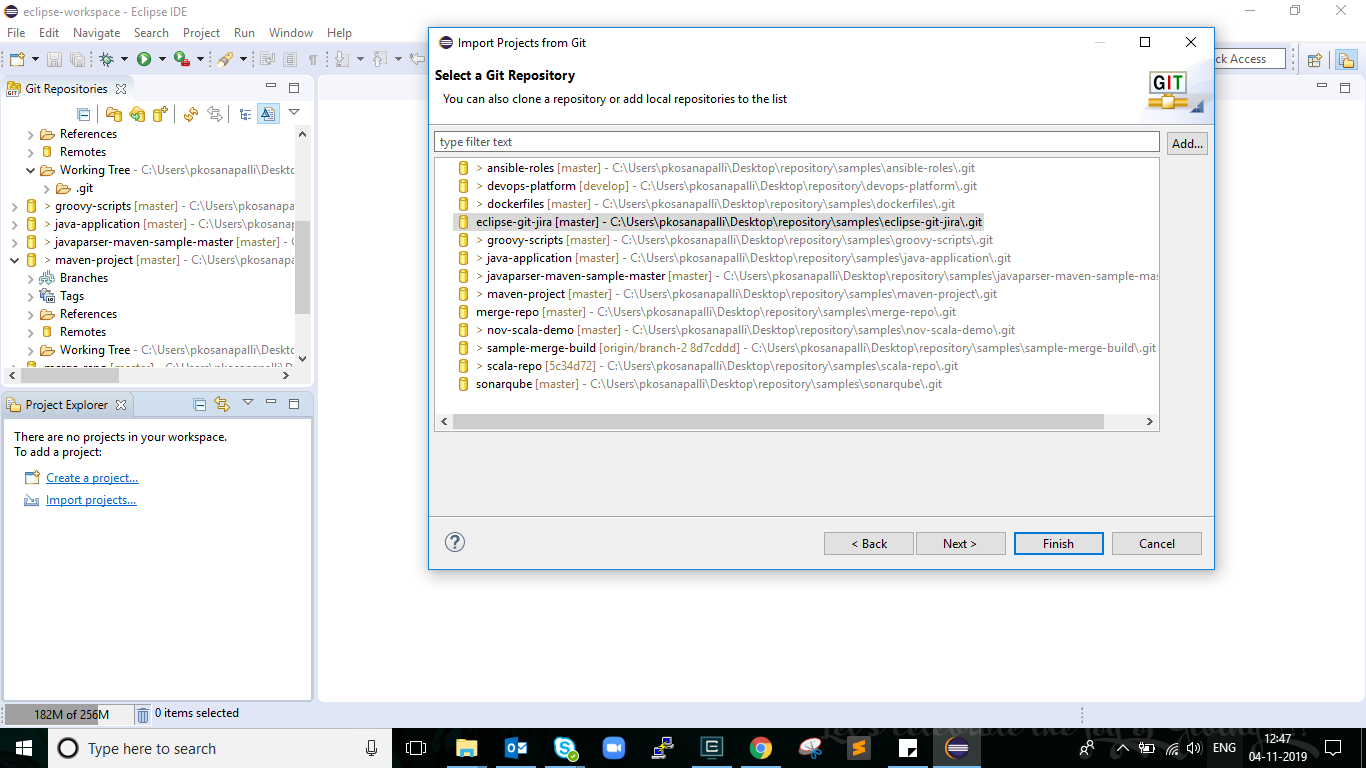 eclipse-workspace - Eclipse IDE
File Edit Navigate Search Project Run Window Help
ck Access
Git Repositories
References
Remotes
Working Tree - C:\Users\pkosanapalli\Deskto
.git
> groovy-scripts [master] - C:\Users\pkosanap
> java-application [master] - C:\Users\pkosana
> javaparser-maven-sample-master [master] - C
> maven-project [master] - C:\Users\pkosanapa
Branches
Tags
References
Remotes
Working Tree - C:\Users\pkosanapalli\Deskto
Project Explorer
There are no projects in your workspace.
To add a project:
Create a project...
Import projects...
182M of 256M
0 items selected
Import Projects from Git
Select a Git Repository
You can also clone a repository or add local repositories to the list
GIT
type filter text
Add...
> ansible-roles [master] - C:\Users\pkosanapalli\Desktop\repository\samples\ansible-roles\.git
> devops-platform [develop] - C:\Users\pkosanapalli\Desktop\repository\devops-platform\.git
> dockerfiles [master] - C:\Users\pkosanapalli\Desktop\repository\samples\dockerfiles\.git
eclipse-git-jira [master] - C:\Users\pkosanapalli\Desktop\repository\samples\eclipse-git-jira\.git
> groovy-scripts [master] - C:\Users\pkosanapalli\Desktop\repository\samples\groovy-scripts\.git
> java-application [master] - C:\Users\pkosanapalli\Desktop\repository\samples\java-application\.git
> javaparser-maven-sample-master [master] - C:\Users\pkosanapalli\Desktop\repository\samples\javaparser-maven-sample-mas
> maven-project [master] - C:\Users\pkosanapalli\Desktop\repository\samples\maven-project\.git
merge-repo [master] - C:\Users\pkosanapalli\Desktop\repository\samples\merge-repo\.git
> nov-scala-demo [master] - C:\Users\pkosanapalli\Desktop\repository\samples\nov-scala-demo\.git
> sample-merge-build [origin/branch-2 8d7cddd] - C:\Users\pkosanapalli\Desktop\repository\samples\sample-merge-build\.git
> scala-repo [5c34d72] - C:\Users\pkosanapalli\Desktop\repository\samples\scala-repo\.git
sonarqube [master] - C:\Users\pkosanapalli\Desktop\repository\samples\sonarqube\.git
< Back Next > Finish Cancel
Type here to search
ENG
12:47
04-11-2019